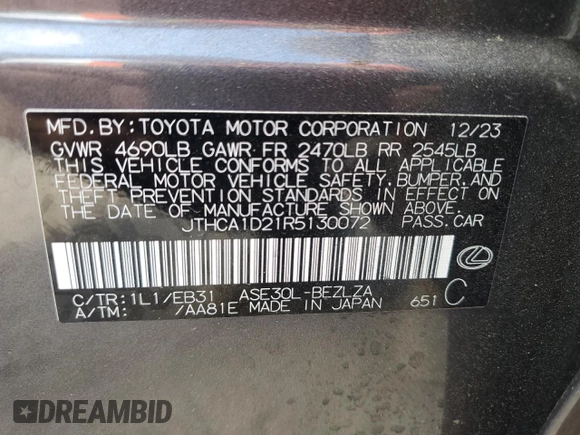 MFD. BY: TOYOTA MOTOR CORPORATION 12/23
GVWR 4690LB GAWR FR 2470LB RR 2545LB
THIS VEHICLE CONFORMS TO ALL APPLICABLE
FEDERAL MOTOR VEHICLE SAFETY, BUMPER, AND
THEFT PREVENTION STANDARDS IN EFFECT ON
THE DATE OF MANUFACTURE SHOWN ABOVE.
JTHCA1D21R5130072 PASS. CAR
C/TR: 1L1/EB31 ASE30L-BEZLZA
A/TM: /AA81E MADE IN JAPAN 651 C
DREAMBID